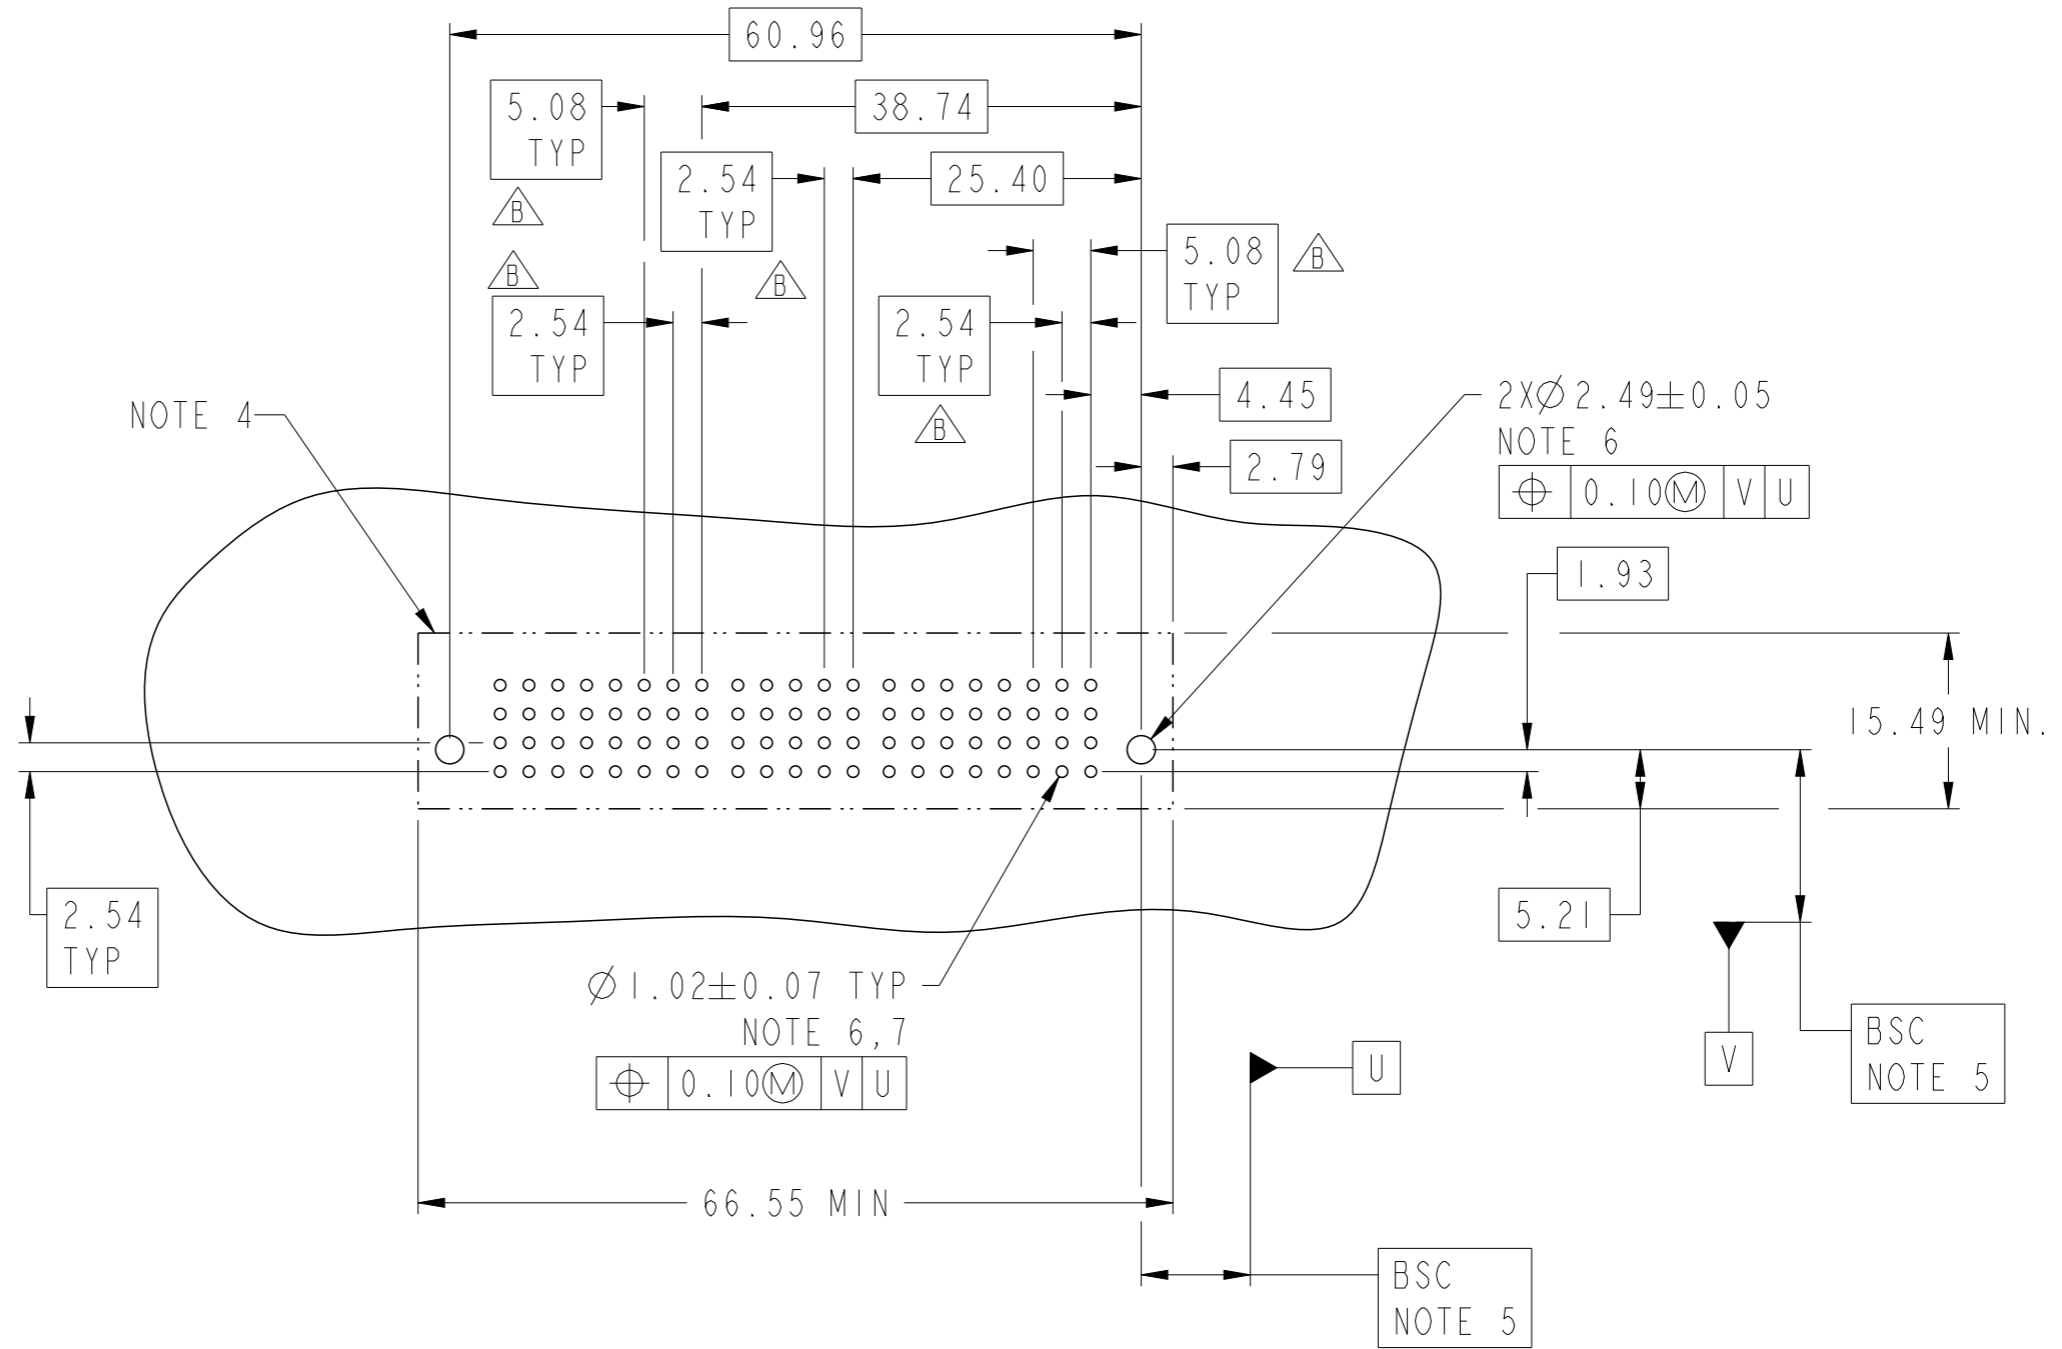 60.96
5.08
TYP
38.74
2.54
TYP
25.40
B
5.08
TYP
B
B
B
2.54
TYP
2.54
TYP
B
4.45
2.79
NOTE 4
2XØ2.49±0.05
NOTE 6
⌖ 0.10Ⓜ V U
1.93
15.49 MIN.
2.54
TYP
5.21
Ø1.02±0.07 TYP
NOTE 6,7
⌖ 0.10Ⓜ V U
V
BSC
NOTE 5
U
66.55 MIN
BSC
NOTE 5